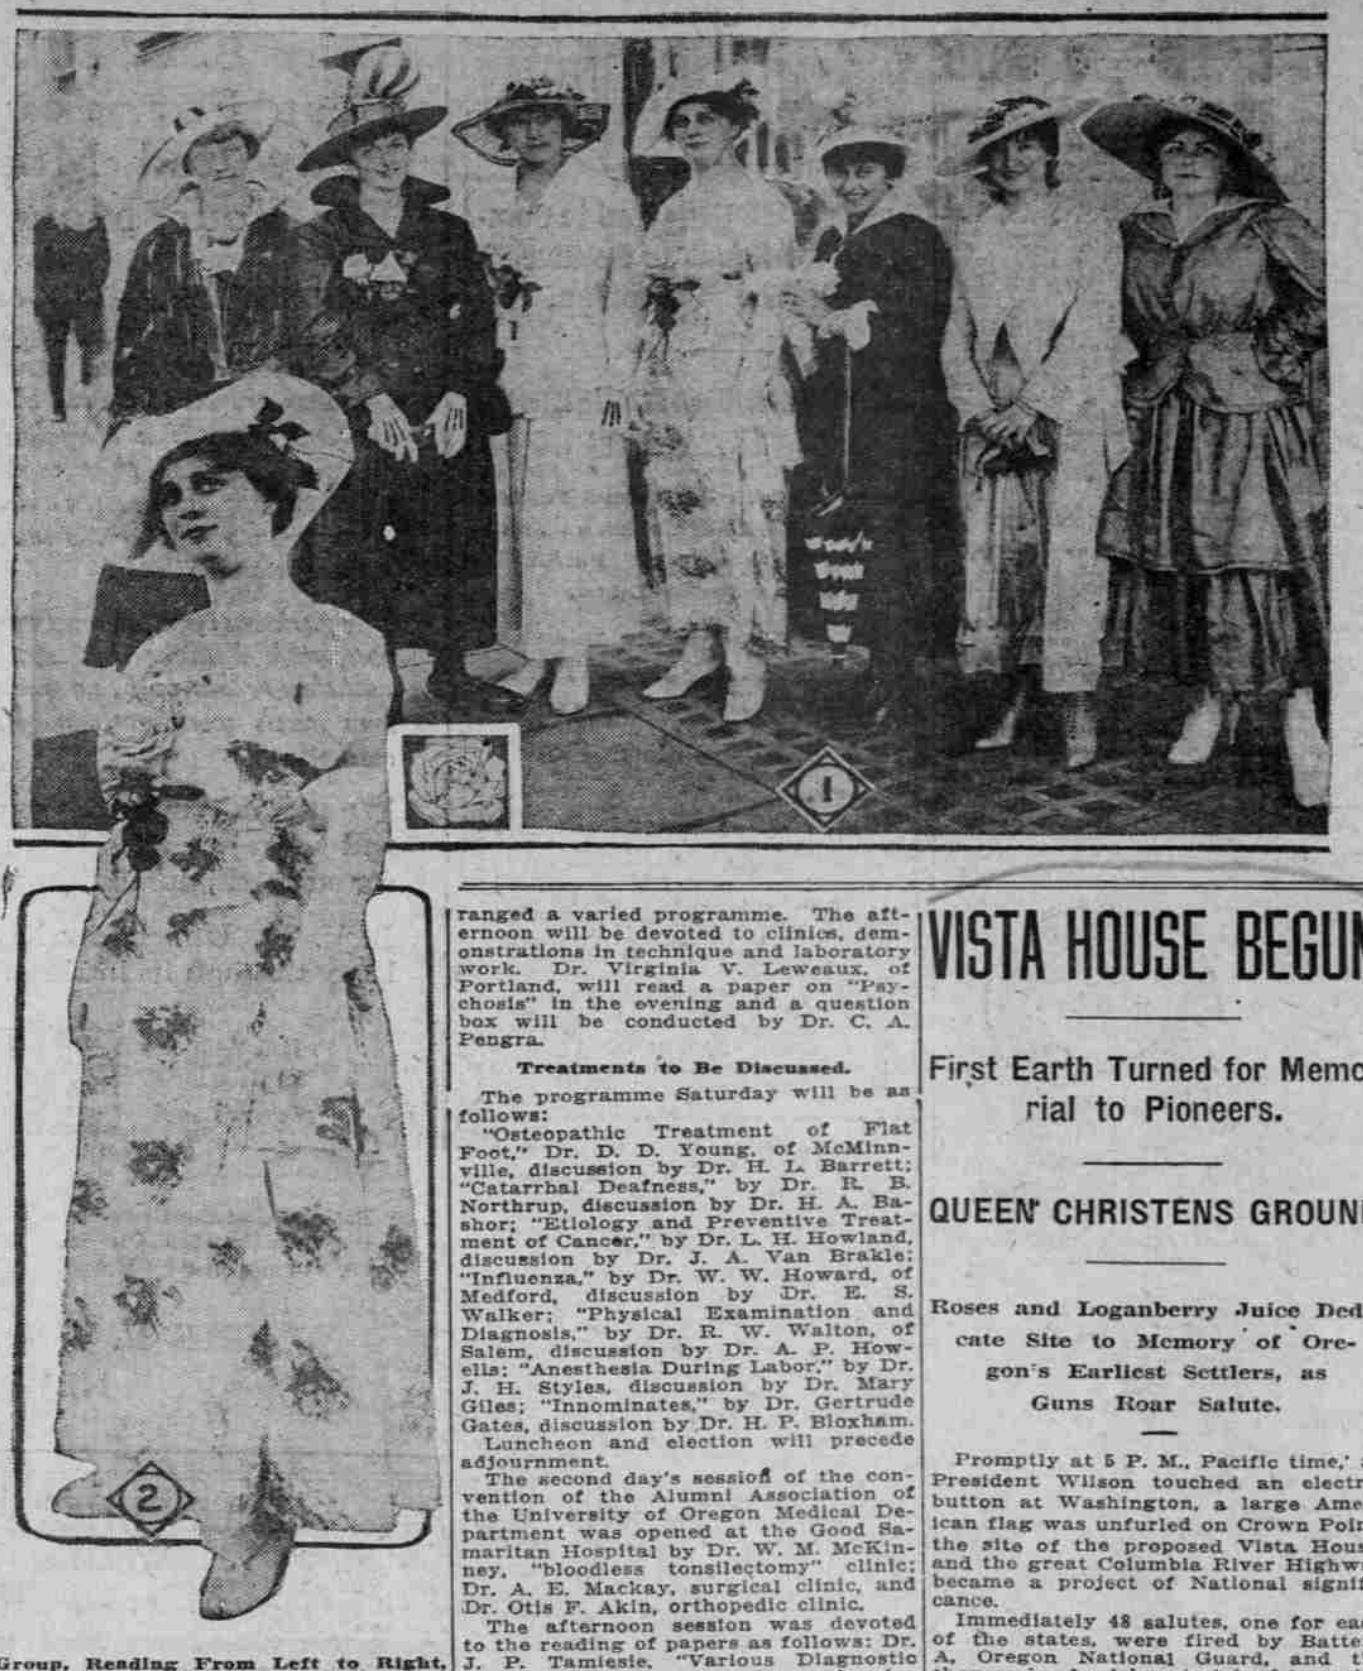 1
2
Group, Reading From Left to Right,
ranged a varied programme. The aft-
ernoon will be devoted to clinics, dem-
onstrations in technique and laboratory
work. Dr. Virginia V. Leweaux, of
Portland, will read a paper on "Psy-
chosis" in the evening and a question
box will be conducted by Dr. C. A.
Pengra.
Treatments to Be Discussed.
The programme Saturday will be as
follows:
"Osteopathic Treatment of Flat
Foot," Dr. D. D. Young, of McMinn-
ville, discussion by Dr. H. L. Barrett;
"Catarrhal Deafness," by Dr. R. B.
Northrup, discussion by Dr. H. A. Ba-
shor; "Etiology and Preventive Treat-
ment of Cancer," by Dr. L. H. Howland,
discussion by Dr. J. A. Van Brakle;
"Influenza," by Dr. W. W. Howard, of
Medford, discussion by Dr. E. S.
Walker; "Physical Examination and
Diagnosis," by Dr. R. W. Walton, of
Salem, discussion by Dr. A. P. How-
ells; "Anesthesia During Labor," by Dr.
J. H. Styles, discussion by Dr. Mary
Giles; "Innominates," by Dr. Gertrude
Gates, discussion by Dr. H. P. Bloxham.
Luncheon and election will precede
adjournment.
The second day's session of the con-
vention of the Alumni Association of
the University of Oregon Medical De-
partment was opened at the Good Sa-
maritan Hospital by Dr. W. M. McKin-
ney, "bloodless tonsilectomy" clinic;
Dr. A. E. Mackay, surgical clinic, and
Dr. Otis F. Akin, orthopedic clinic.
The afternoon session was devoted
to the reading of papers as follows: Dr.
J. P. Tamiesie, "Various Diagnostic
VISTA HOUSE BEGUN
First Earth Turned for Memo
rial to Pioneers.
QUEEN CHRISTENS GROUN
Roses and Loganberry Juice Ded
cate Site to Memory of Ore-
gon's Earliest Settlers, as
Guns Roar Salute.
Promptly at 5 P. M., Pacific time,
President Wilson touched an electr
button at Washington, a large Ame
ican flag was unfurled on Crown Poin
the site of the proposed Vista Hous
and the great Columbia River Highw
became a project of National signif
cance.
Immediately 48 salutes, one for eac
of the states, were fired by Batte
A, Oregon National Guard, and t